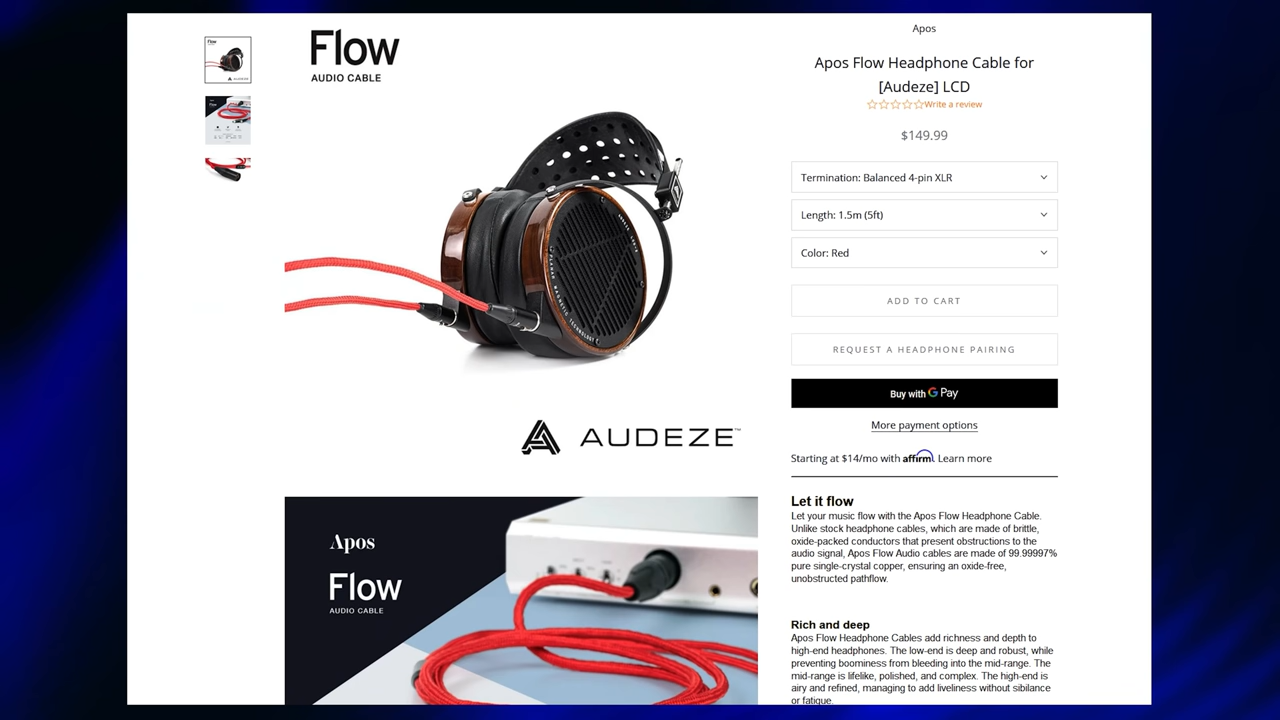 Flow
AUDIO CABLE
AUDEZE™
Apos
Flow
AUDIO CABLE
Apos
Apos Flow Headphone Cable for
[Audeze] LCD
Write a review
$149.99
Termination: Balanced 4-pin XLR
Length: 1.5m (5ft)
Color: Red
ADD TO CART
REQUEST A HEADPHONE PAIRING
Buy with G Pay
More payment options
Starting at $14/mo with affirm. Learn more
Let it flow
Let your music flow with the Apos Flow Headphone Cable.
Unlike stock headphone cables, which are made of brittle,
oxide-packed conductors that present obstructions to the
audio signal, Apos Flow Audio cables are made of 99.99997%
pure single-crystal copper, ensuring an oxide-free,
unobstructed pathflow.
Rich and deep
Apos Flow Headphone Cables add richness and depth to
high-end headphones. The low-end is deep and robust, while
preventing boominess from bleeding into the mid-range. The
mid-range is lifelike, polished, and complex. The high-end is
airy and refined, managing to add liveliness without sibilance
or fatigue.